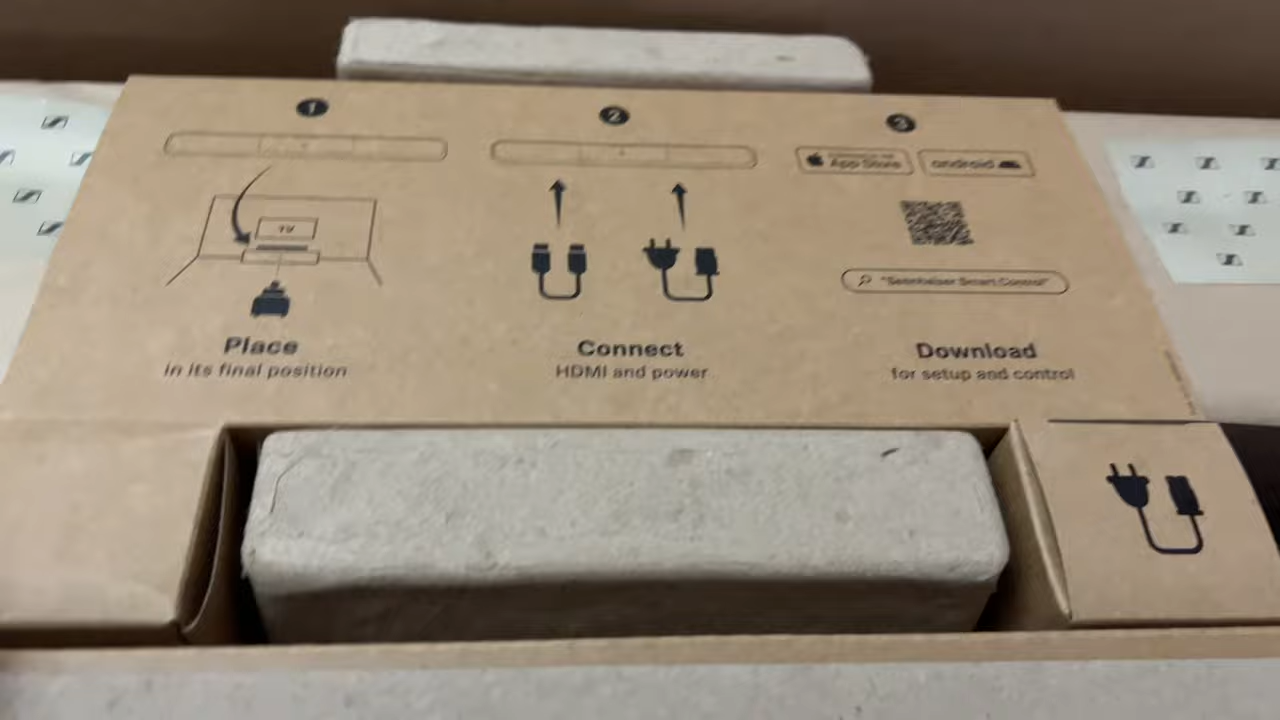 1
TV
Place
in its final position
2
Connect
HDMI and power
3
App Store
android
"Sennheiser Smart Control"
Download
for setup and control